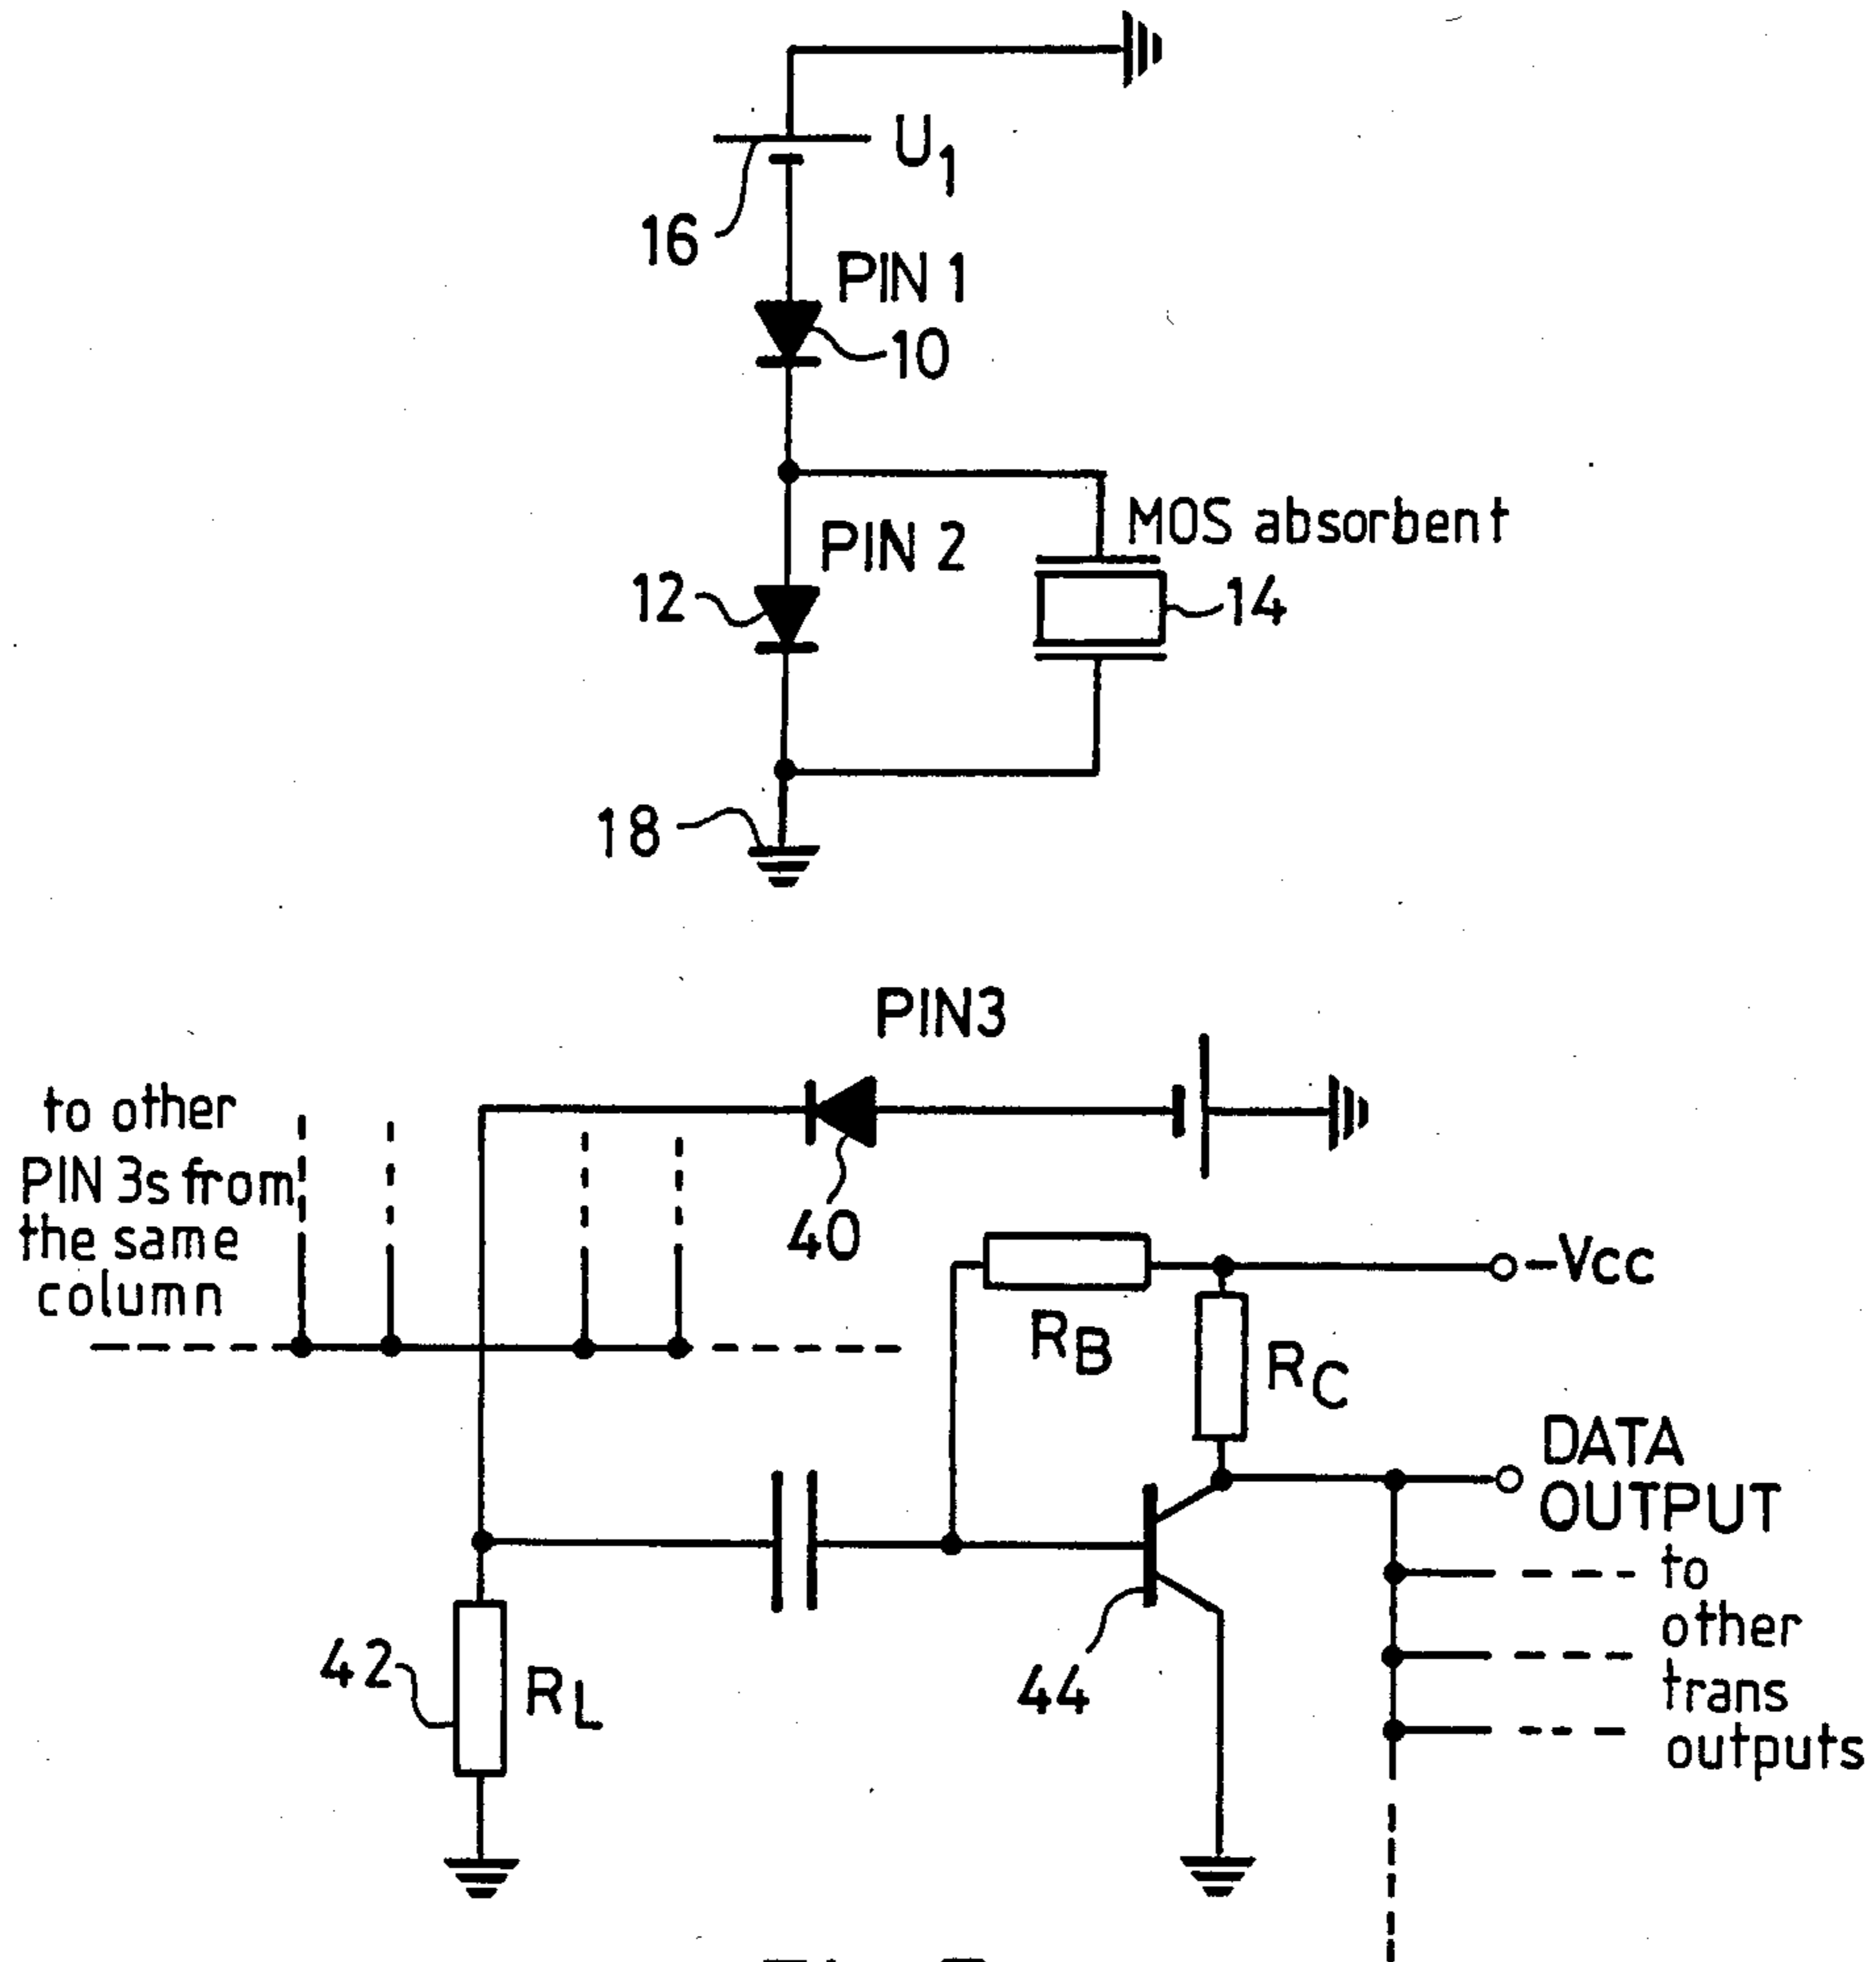 U1
16
PIN 1
10
MOS absorbent
PIN 2
12
14
18
PIN3
to other
PIN 3s from
the same
column
40
-Vcc
RB
RC
DATA
OUTPUT
to
other
trans
outputs
42
RL
44